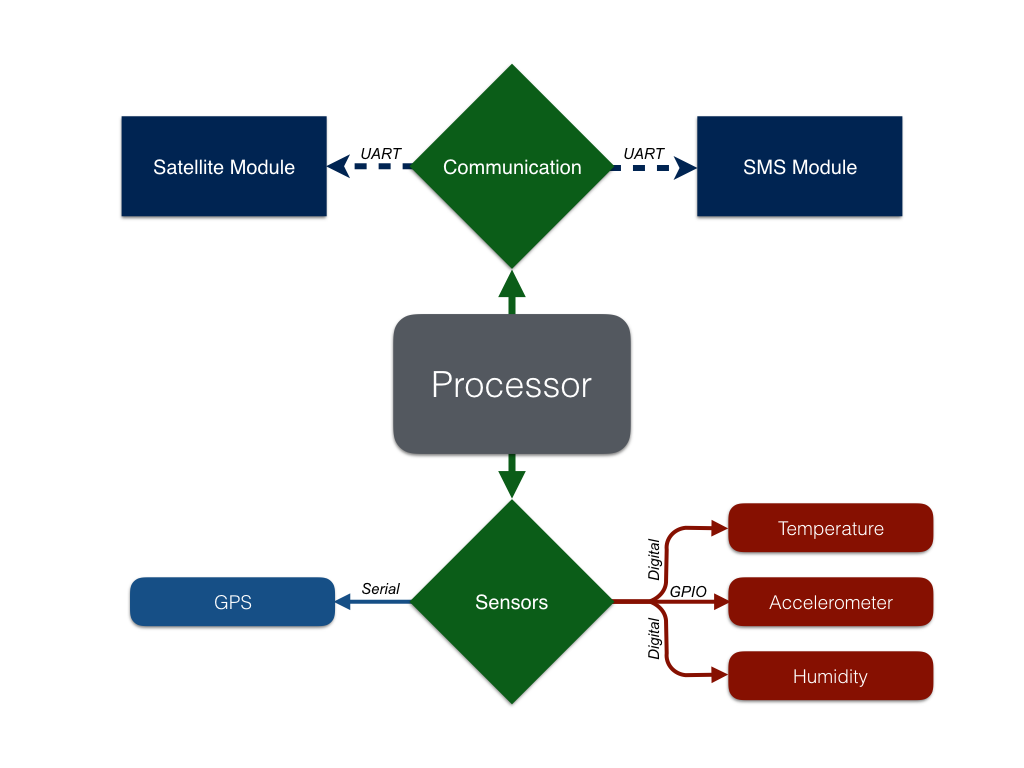 UART
UART
Satellite Module
Communication
SMS Module
Processor
Temperature
Digital
Serial
GPIO
GPS
Sensors
Accelerometer
Digital
Humidity